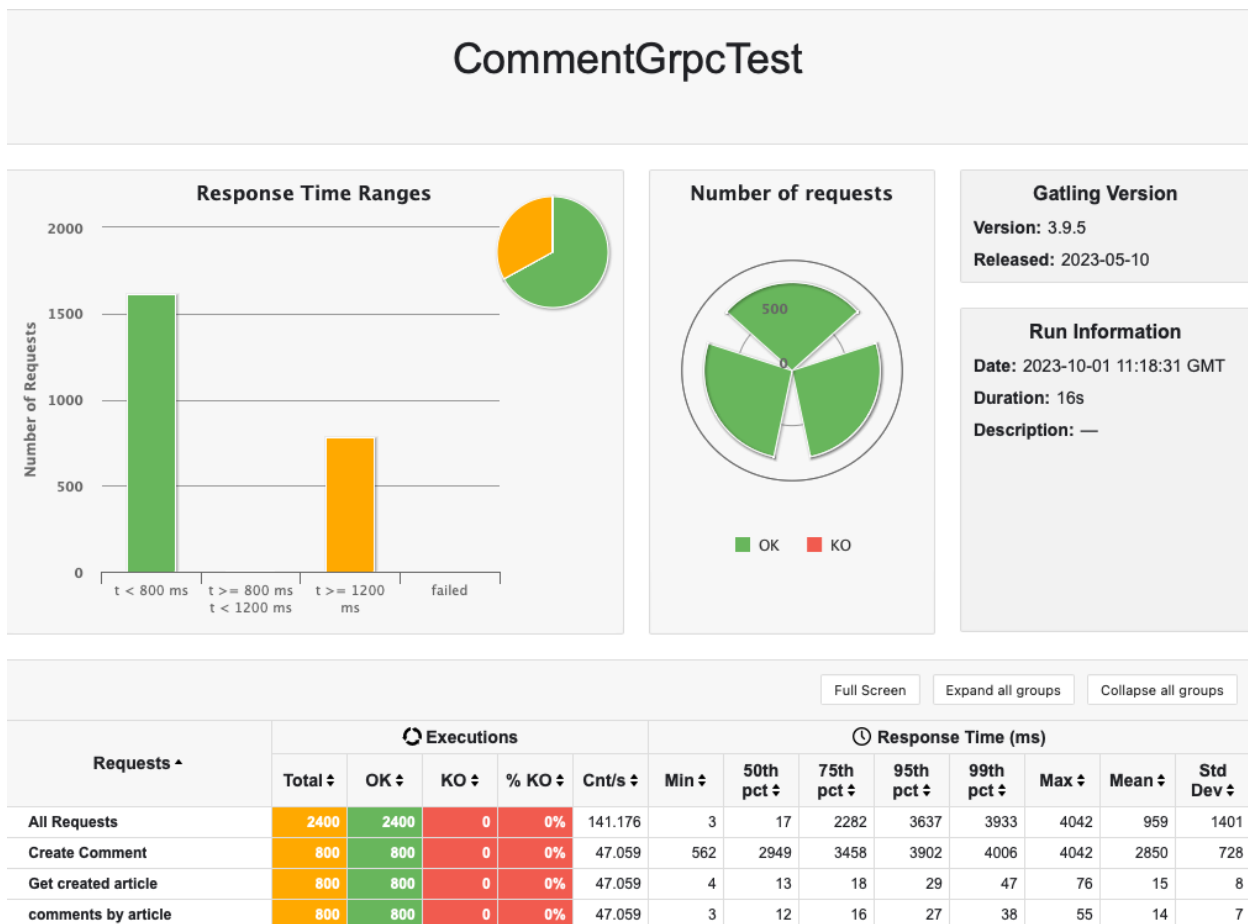 CommentGrpcTest
Response Time Ranges
Number of Requests
2000
1500
1000
500
0
t < 800 ms
t >= 800 ms
t < 1200 ms
t >= 1200
ms
failed
Number of requests
500
0
OK KO
Gatling Version
Version: 3.9.5
Released: 2023-05-10
Run Information
Date: 2023-10-01 11:18:31 GMT
Duration: 16s
Description: —
Full Screen Expand all groups Collapse all groups
Requests Executions Response Time (ms)
Total OK KO % KO Cnt/s Min 50th pct 75th pct 95th pct 99th pct Max Mean Std Dev
All Requests 2400 2400 0 0% 141.176 3 17 2282 3637 3933 4042 959 1401
Create Comment 800 800 0 0% 47.059 562 2949 3458 3902 4006 4042 2850 728
Get created article 800 800 0 0% 47.059 4 13 18 29 47 76 15 8
comments by article 800 800 0 0% 47.059 3 12 16 27 38 55 14 7